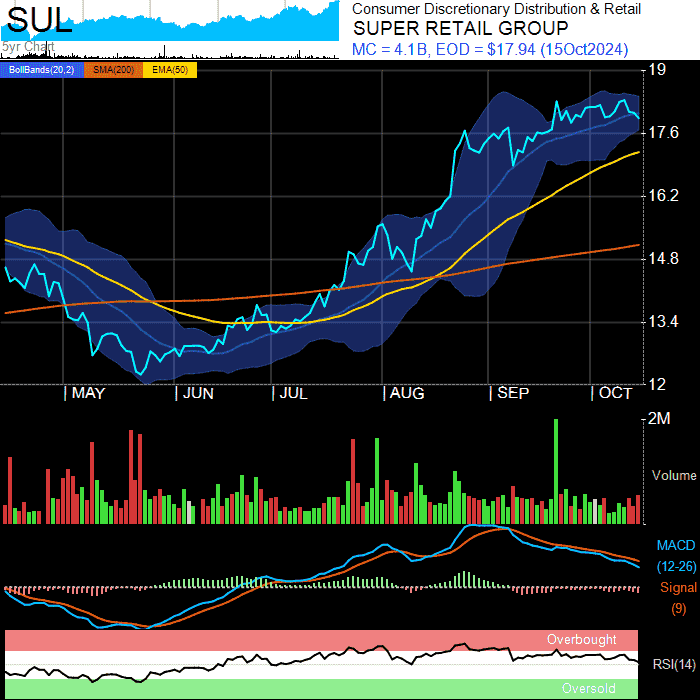 SUL
5yr Chart
Consumer Discretionary Distribution & Retail
SUPER RETAIL GROUP
MC = 4.1B, EOD = $17.94 (15Oct2024)
BollBands(20,2) SMA(200) EMA(50)
19
17.6
16.2
14.8
13.4
12
MAY JUN JUL AUG SEP OCT
2M
Volume
MACD
(12-26)
Signal
(9)
Overbought
RSI(14)
Oversold